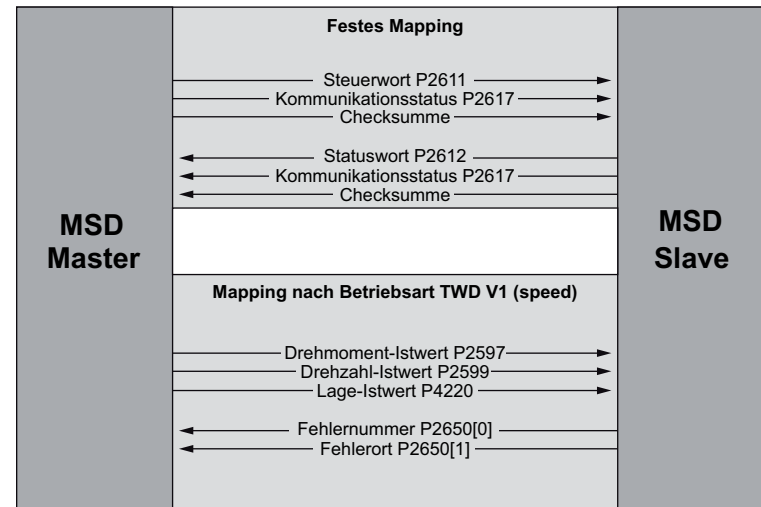 Festes Mapping
Steuerwort P2611
Kommunikationsstatus P2617
Checksumme
Statuswort P2612
Kommunikationsstatus P2617
Checksumme
MSD
Master
MSD
Slave
Mapping nach Betriebsart TWD V1 (speed)
Drehmoment-Istwert P2597
Drehzahl-Istwert P2599
Lage-Istwert P4220
Fehlernummer P2650[0]
Fehlerort P2650[1]